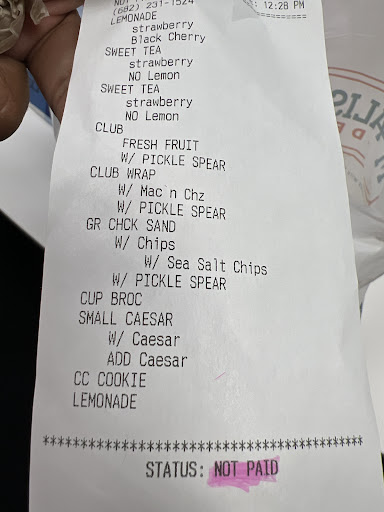 (682) 231-1524
12:28 PM
LEMONADE
strawberry
Black Cherry
SWEET TEA
strawberry
NO Lemon
SWEET TEA
strawberry
NO Lemon
CLUB
FRESH FRUIT
W/ PICKLE SPEAR
CLUB WRAP
W/ Mac n Chz
W/ PICKLE SPEAR
GR CHCK SAND
W/ Chips
W/ Sea Salt Chips
W/ PICKLE SPEAR
CUP BROC
SMALL CAESAR
W/ Caesar
ADD Caesar
CC COOKIE
LEMONADE
****************************************
STATUS: NOT PAID